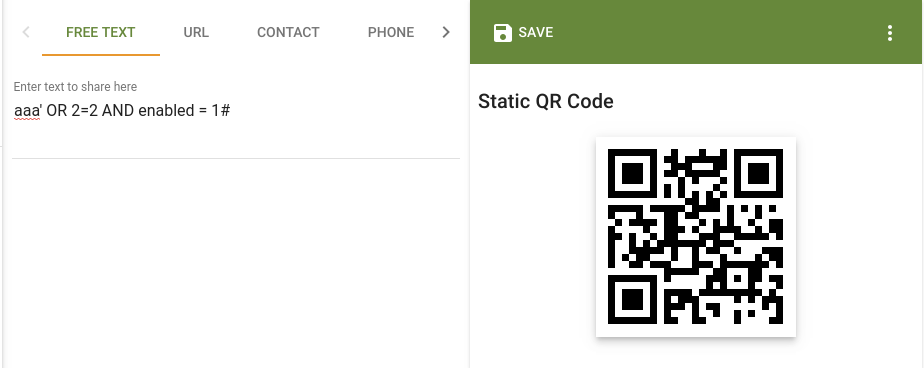 FREE TEXT URL CONTACT PHONE
SAVE
Enter text to share here
aaa' OR 2=2 AND enabled = 1#
Static QR Code